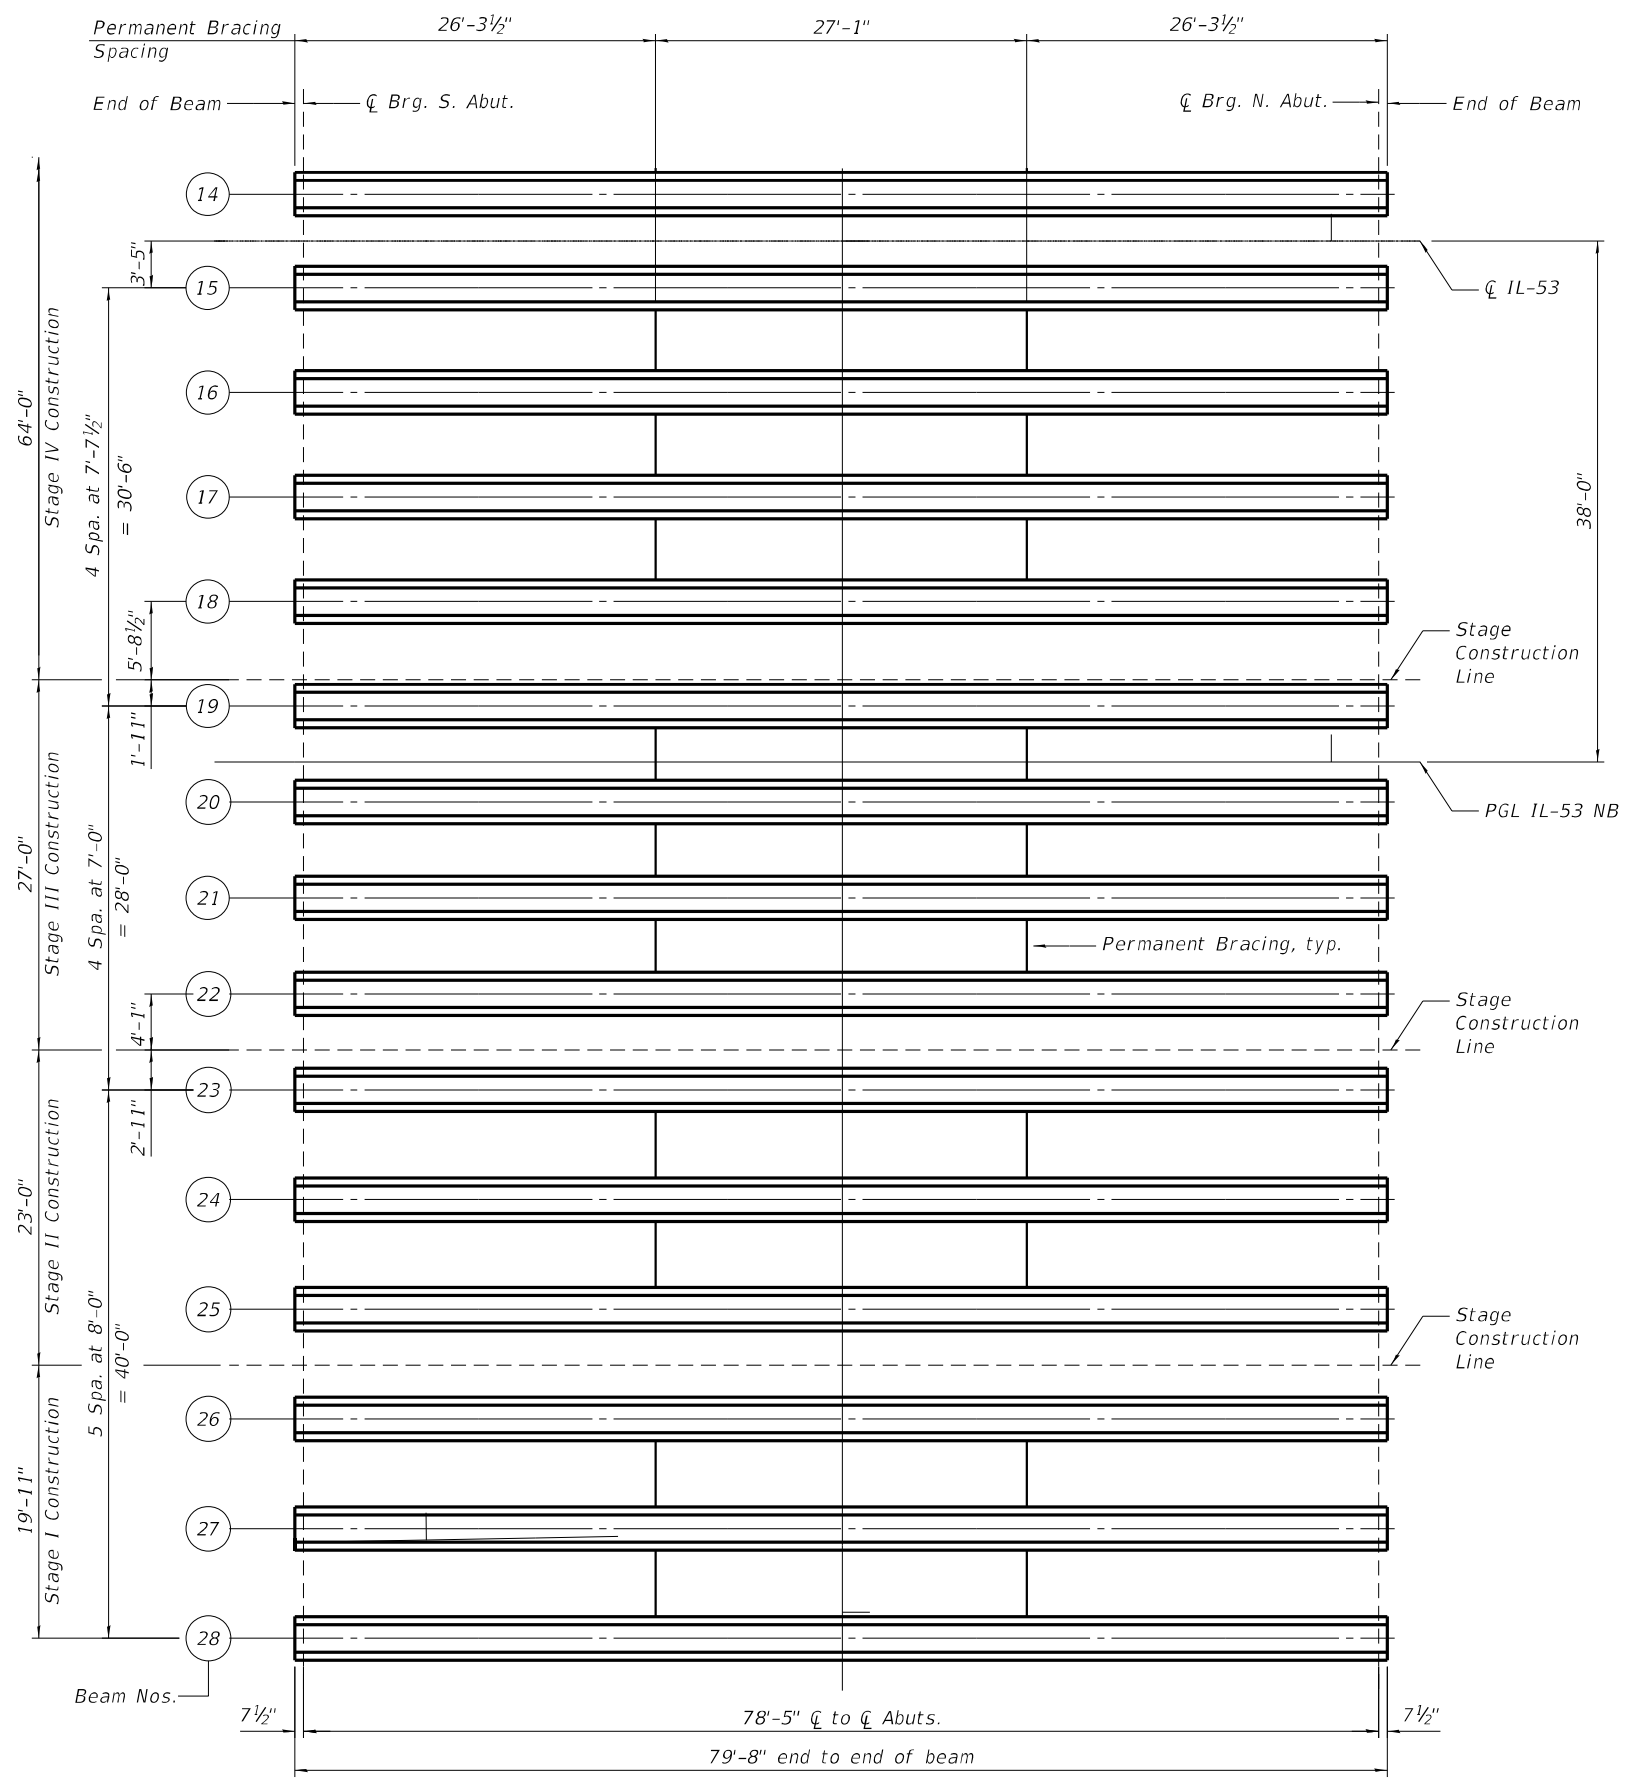 Permanent Bracing
Spacing
26'-3½"
27'-1"
26'-3½"
End of Beam
℄ Brg. S. Abut.
℄ Brg. N. Abut.
End of Beam
14
3'-5"
15
℄ IL-53
16
64'-0"
Stage IV Construction
4 Spa. at 7'-7½"
= 30'-6"
17
38'-0"
18
5'-8½"
Stage
Construction
Line
19
1'-11"
20
PGL IL-53 NB
27'-0"
Stage III Construction
4 Spa. at 7'-0"
= 28'-0"
21
Permanent Bracing, typ.
22
4'-1"
Stage
Construction
Line
23
2'-11"
23'-0"
Stage II Construction
24
25
5 Spa. at 8'-0"
= 40'-0"
Stage
Construction
Line
26
19'-11"
Stage I Construction
27
28
Beam Nos.
7½"
78'-5" ℄ to ℄ Abuts.
7½"
79'-8" end to end of beam